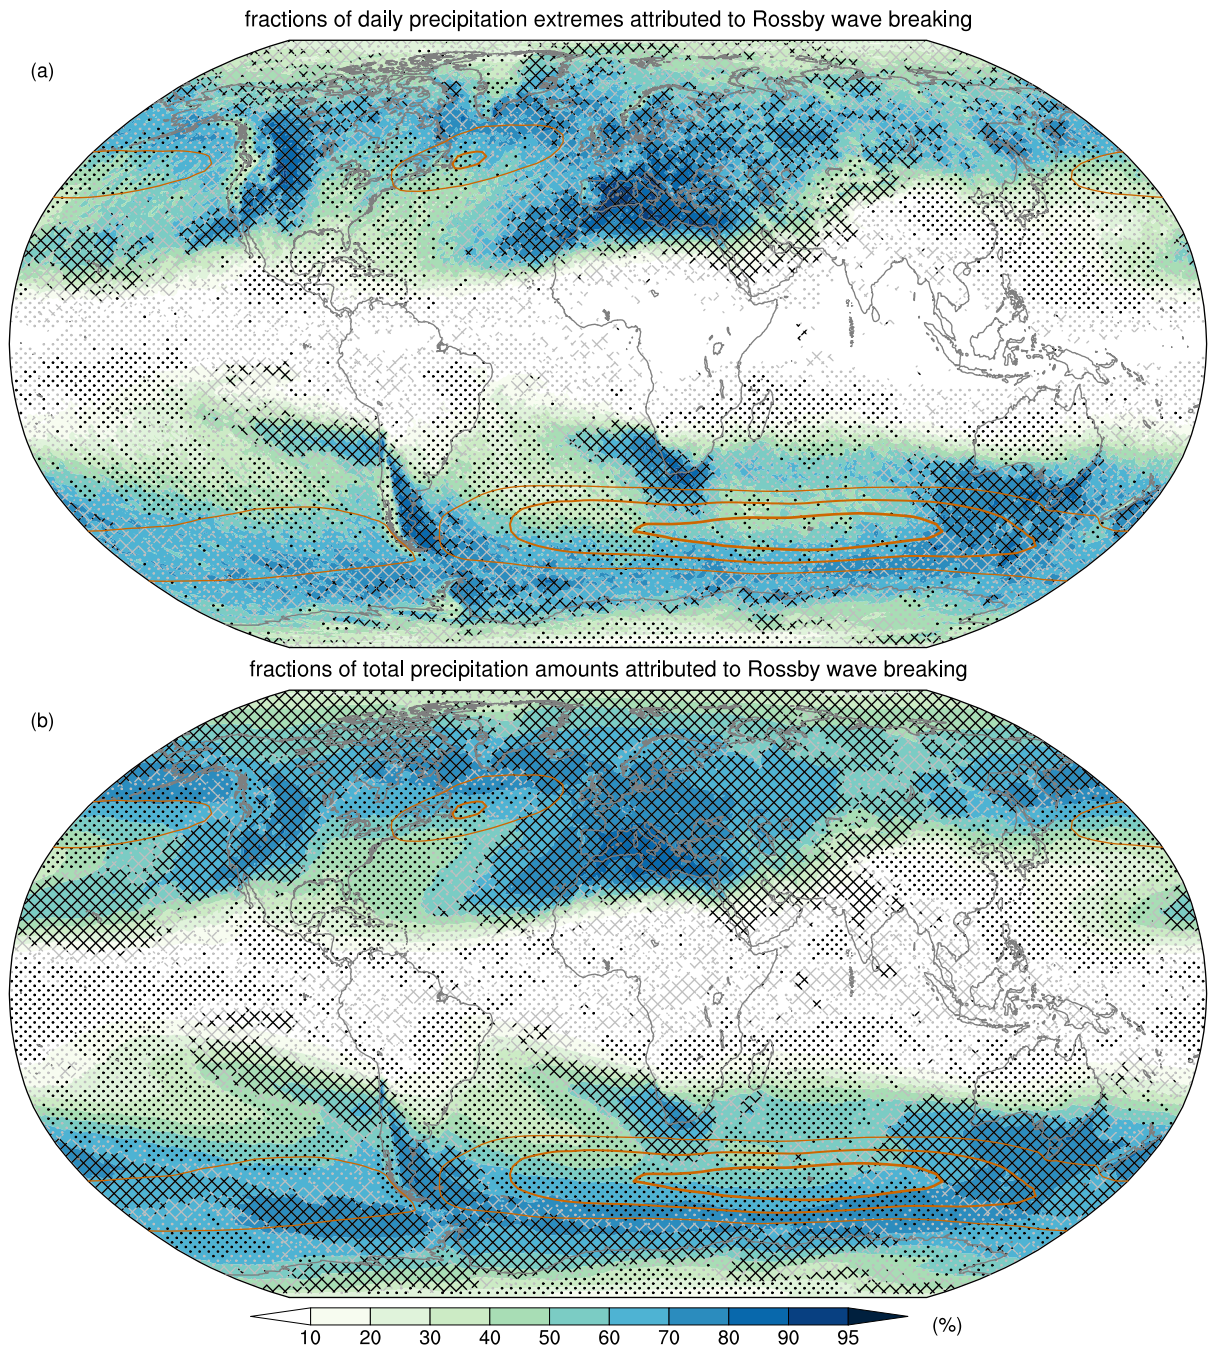 fractions of daily precipitation extremes attributed to Rossby wave breaking
(a)
fractions of total precipitation amounts attributed to Rossby wave breaking
(b)
10 20 30 40 50 60 70 80 90 95 (%)